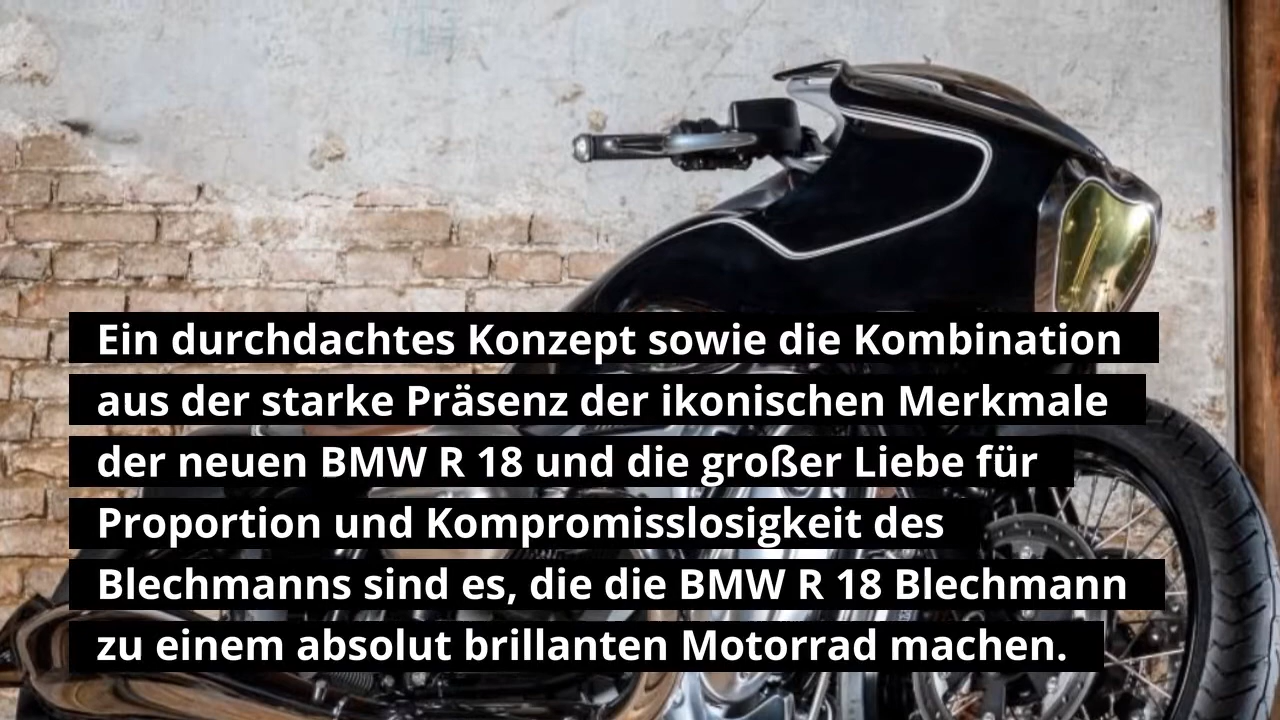 Ein durchdachtes Konzept sowie die Kombination
aus der starke Präsenz der ikonischen Merkmale
der neuen BMW R 18 und die großer Liebe für
Proportion und Kompromisslosigkeit des
Blechmanns sind es, die die BMW R 18 Blechmann
zu einem absolut brillanten Motorrad machen.